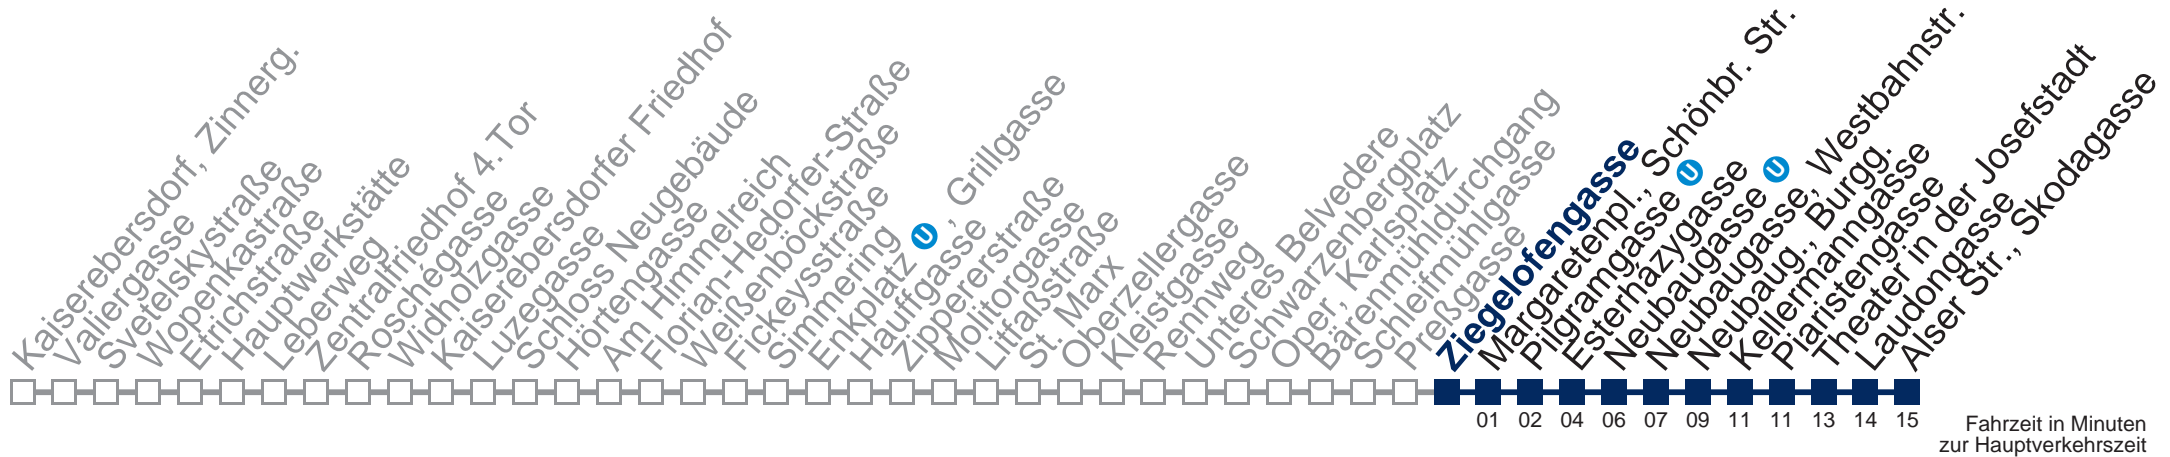 Kaiserebersdorf, Zinnerg.
Valiergasse
Svetelskystraße
Wopenkastraße
Etrichstraße
Hauptwerkstätte
Leberweg
Zentralfriedhof 4.Tor
Roschégasse
Widholzgasse
Kaiserebersdorfer Friedhof
Luzegasse
Schloss Neugebäude
Hörtengasse
Am Himmelreich
Florian-Hedorfer-Straße
Weißenböckstraße
Fickeysstraße
Simmering U
Enkplatz U, Grillgasse
Hauffgasse
Zippererstraße
Molitorgasse
Litfaßstraße
St. Marx
Oberzellergasse
Kleistgasse
Rennweg
Unteres Belvedere
Schwarzenbergplatz
Oper, Karlsplatz
Bärenmühldurchgang
Schleifmühlgasse
Preßgasse
Ziegelofengasse
Margaretenpl., Schönbr. Str.
Pilgramgasse U
Esterházygasse
Neubaugasse U
Neubaugasse, Westbahnstr.
Neubaug., Burgg.
Kellermanngasse
Piaristengasse
Theater in der Josefstadt
Laudongasse
Alser Str., Skodagasse
01 02 04 06 07 09 11 11 13 14 15
Fahrzeit in Minuten
zur Hauptverkehrszeit